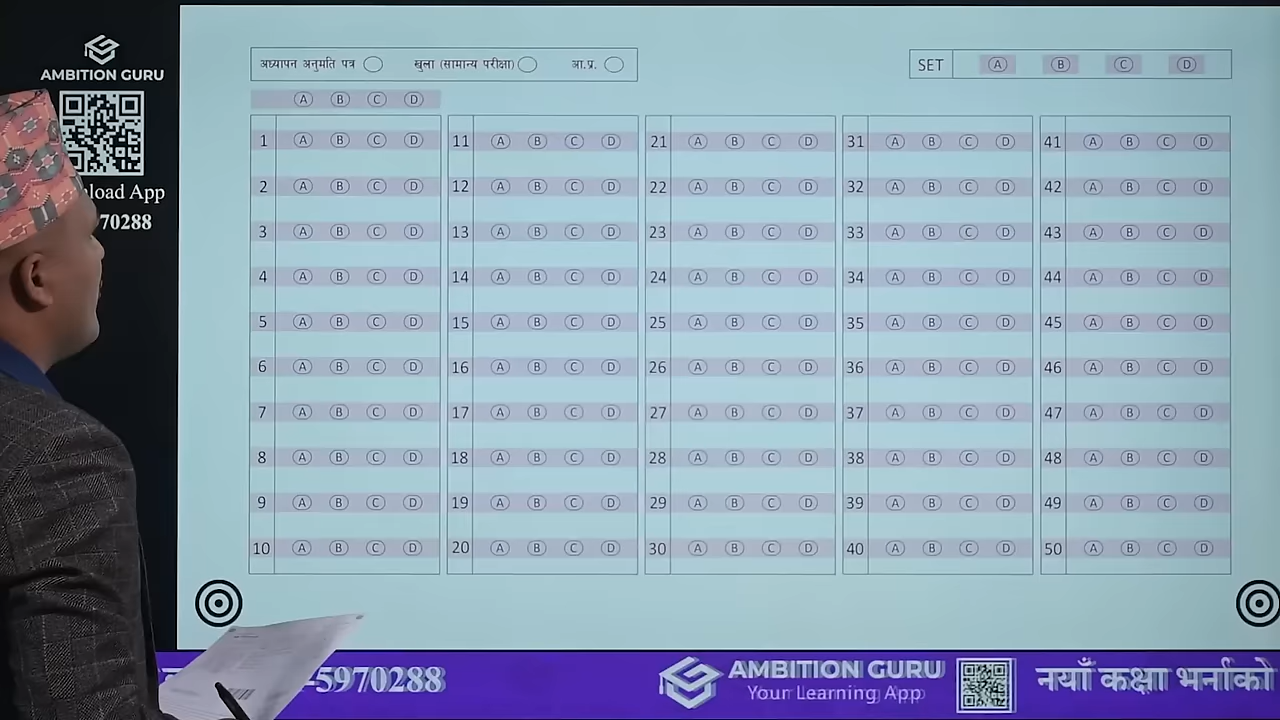 AMBITION GURU
load App
70288
अध्यापन अनुमति पत्र खुला (सामान्य परीक्षा) आ.प्र.
SET A B C D
A B C D
1 A B C D 11 A B C D 21 A B C D 31 A B C D 41 A B C D
2 A B C D 12 A B C D 22 A B C D 32 A B C D 42 A B C D
3 A B C D 13 A B C D 23 A B C D 33 A B C D 43 A B C D
4 A B C D 14 A B C D 24 A B C D 34 A B C D 44 A B C D
5 A B C D 15 A B C D 25 A B C D 35 A B C D 45 A B C D
6 A B C D 16 A B C D 26 A B C D 36 A B C D 46 A B C D
7 A B C D 17 A B C D 27 A B C D 37 A B C D 47 A B C D
8 A B C D 18 A B C D 28 A B C D 38 A B C D 48 A B C D
9 A B C D 19 A B C D 29 A B C D 39 A B C D 49 A B C D
10 A B C D 20 A B C D 30 A B C D 40 A B C D 50 A B C D
-5970288
AMBITION GURU
Your Learning App
नयाँ कक्षा भर्नाको